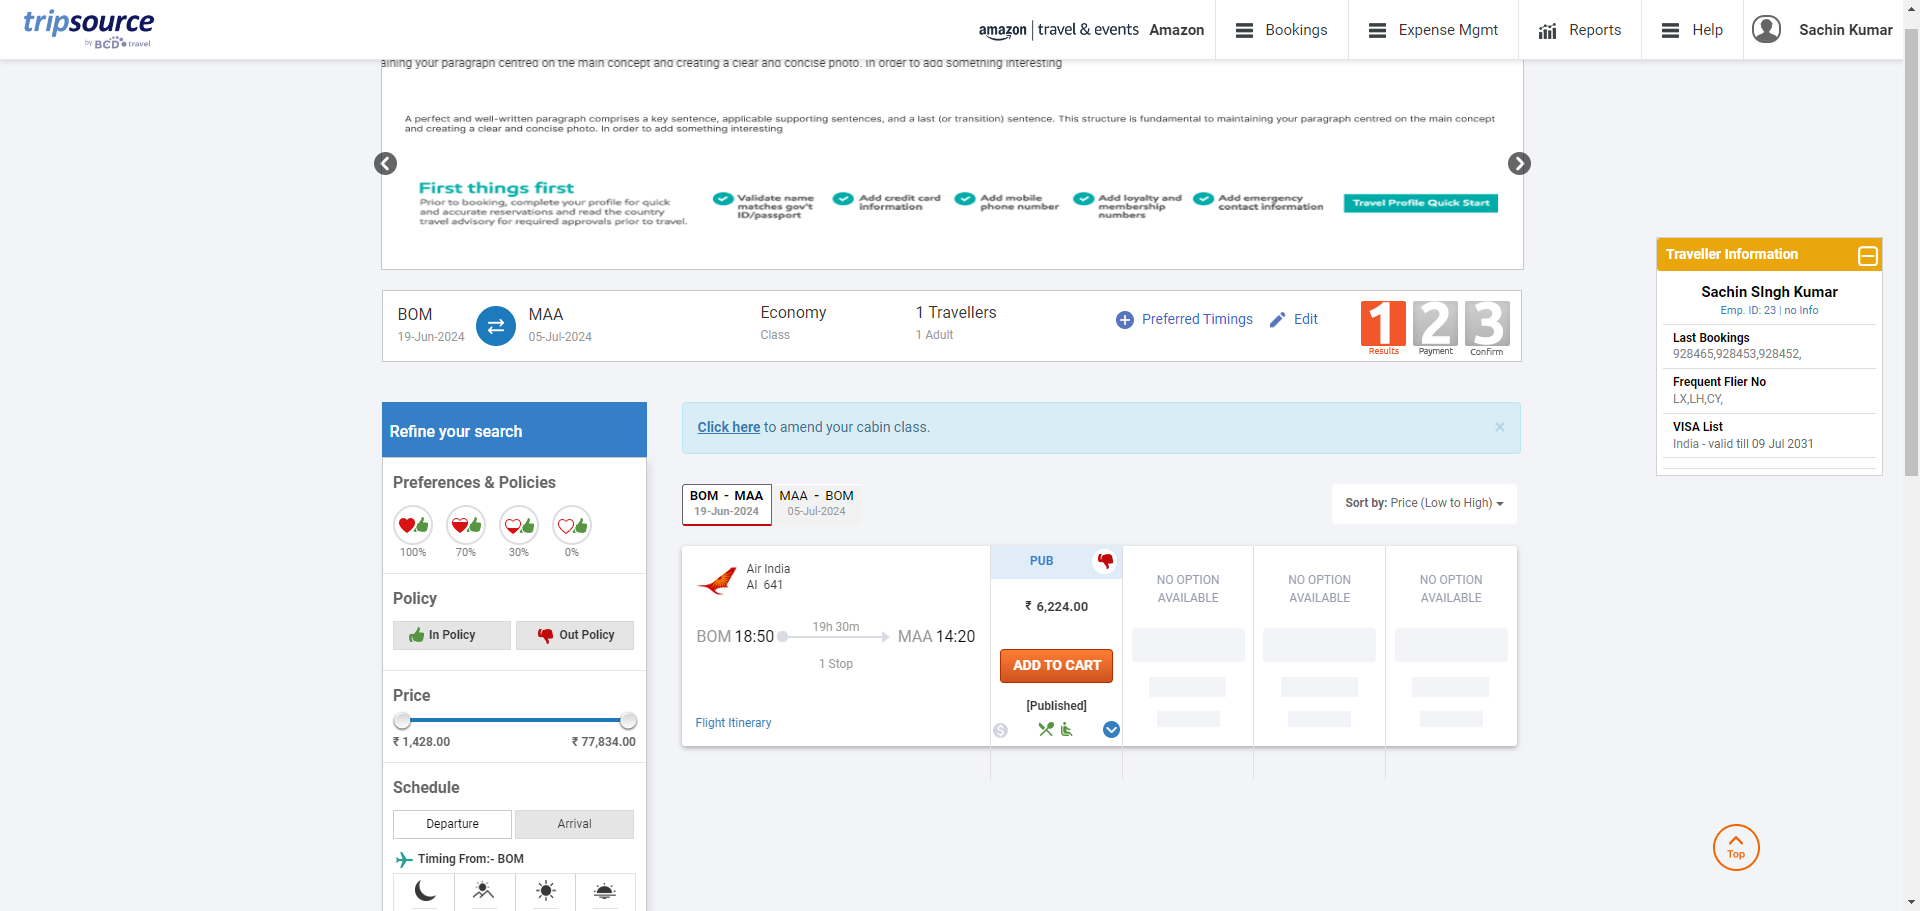 tripsource
by BCD travel
amazon | travel & events Amazon
Bookings
Expense Mgmt
Reports
Help
Sachin Kumar
aining your paragraph centred on the main concept and creating a clear and concise photo. In order to add something interesting
A perfect and well-written paragraph comprises a key sentence, applicable supporting sentences, and a last (or transition) sentence. This structure is fundamental to maintaining your paragraph centred on the main concept
and creating a clear and concise photo. In order to add something interesting
First things first
Prior to booking, complete your profile for quick
and accurate reservations and read the country
travel advisory for required approvals prior to travel.
Validate name
matches gov't
ID/passport
Add credit card
information
Add mobile
phone number
Add loyalty and
membership
numbers
Add emergency
contact information
Travel Profile Quick Start
Traveller Information
Sachin SIngh Kumar
Emp. ID: 23 | no Info
Last Bookings
928465,928453,928452,
Frequent Flier No
LX,LH,CY,
VISA List
India - valid till 09 Jul 2031
BOM
19-Jun-2024
MAA
05-Jul-2024
Economy
Class
1 Travellers
1 Adult
Preferred Timings
Edit
1
Results
2
Payment
3
Confirm
Refine your search
Preferences & Policies
100% 70% 30% 0%
Policy
In Policy
Out Policy
Price
₹ 1,428.00
₹ 77,834.00
Schedule
Departure
Arrival
Timing From:- BOM
Click here to amend your cabin class.
×
BOM - MAA
19-Jun-2024
MAA - BOM
05-Jul-2024
Sort by: Price (Low to High)
Air India
AI 641
BOM 18:50
19h 30m
MAA 14:20
1 Stop
Flight Itinerary
PUB
₹ 6,224.00
ADD TO CART
[Published]
NO OPTION
AVAILABLE
NO OPTION
AVAILABLE
NO OPTION
AVAILABLE
Top